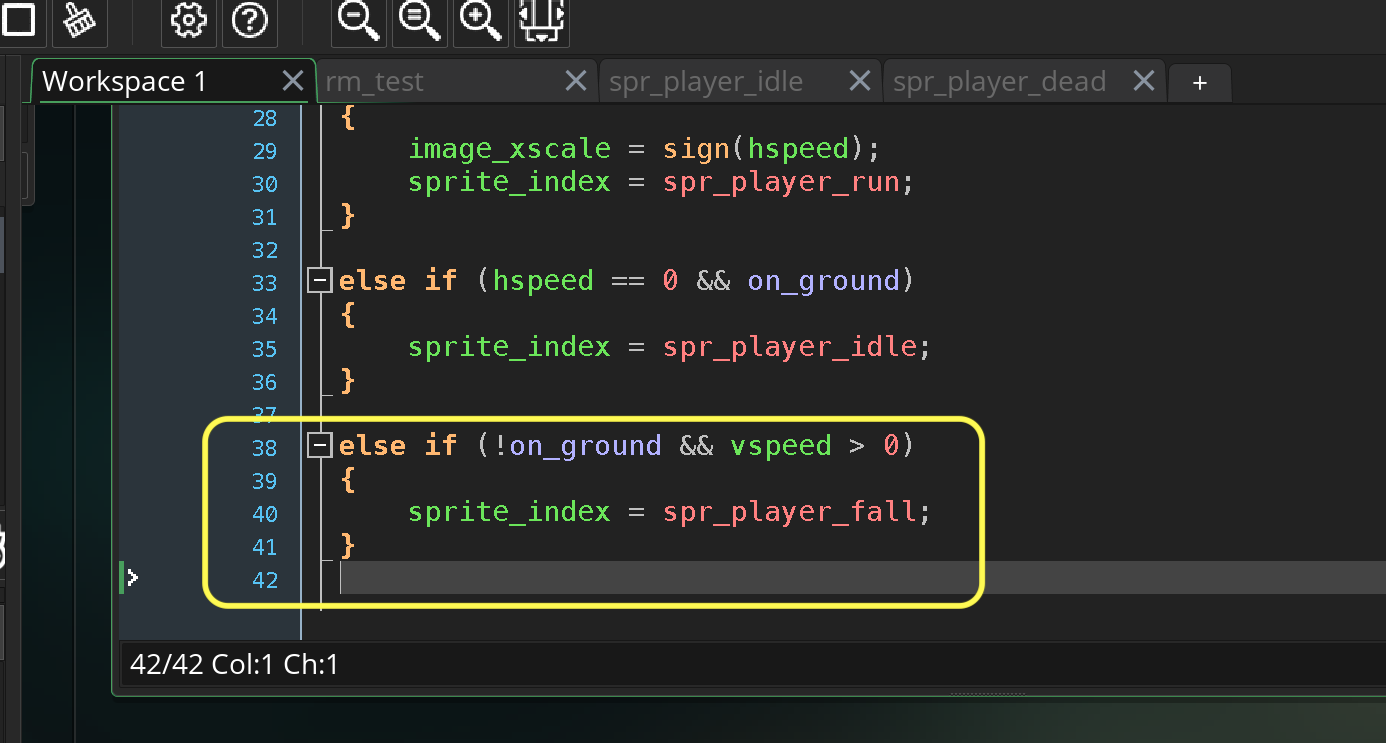 Workspace 1 rm_test spr_player_idle spr_player_dead +
28 {
29 image_xscale = sign(hspeed);
30 sprite_index = spr_player_run;
31 }
32
33 else if (hspeed == 0 && on_ground)
34 {
35 sprite_index = spr_player_idle;
36 }
37
38 else if (!on_ground && vspeed > 0)
39 {
40 sprite_index = spr_player_fall;
41 }
42
42/42 Col:1 Ch:1